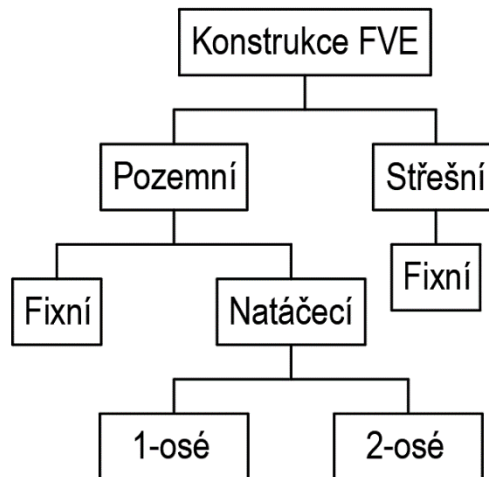 Konstrukce FVE
Pozemní
Střešní
Fixní
Natáčecí
Fixní
1-osé
2-osé